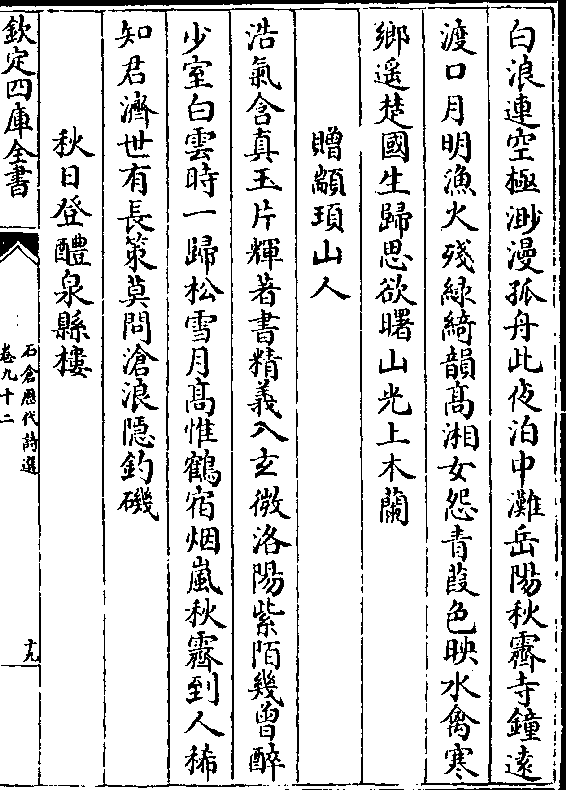 白浪連空極渺漫孤舟此夜泊中灘岳陽秋霽寺鐘遠
渡口月明漁火殘綠綺韻髙湘女怨青葭色映水禽寒
鄉遥楚國生歸思欲曙山光上木蘭
贈顓頊山人
浩氣含真玉片輝著書精義入玄微洛陽紫陌幾曾醉
少室白雲時一歸松雪月髙惟鶴宿烟嵐秋霽到人稀
知君濟世有長策莫問滄浪隠釣磯
秋日登醴泉縣樓
欽定四庫全書
石倉歴代詩選
卷九十二
十九